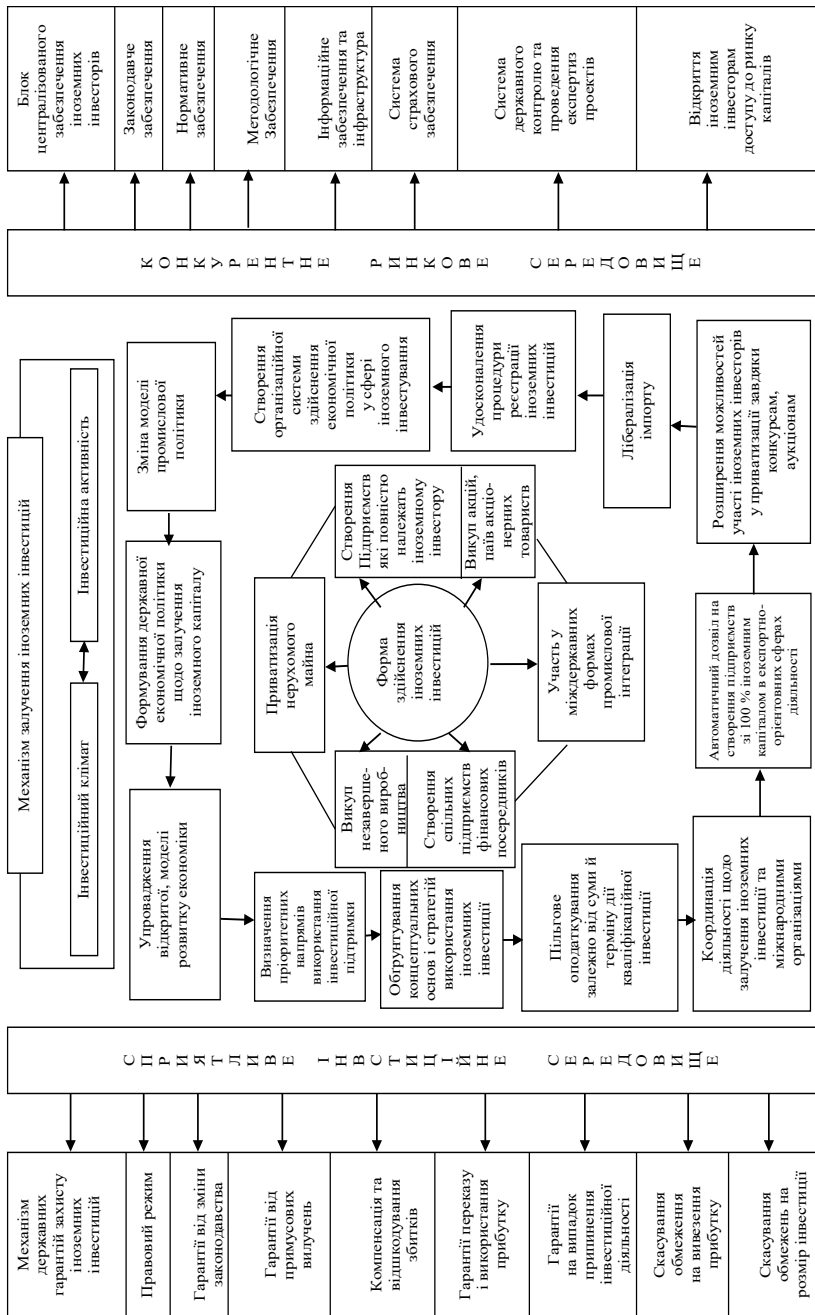 Механізм залучення іноземних інвестицій
Інвестиційний клімат
Інвестиційна активність
Механізм
державних
гарантій захисту
іноземних
інвестицій
Правовий режим
Гарантії від зміни
законодавства
Гарантії від
примусових
вилучень
Компенсація та
відшкодування
збитків
Гарантії переказу
і використання
прибутку
Гарантії
на випадок
припинення
інвестиційної
діяльності
Скасування
обмеження
на вивезення
прибутку
Скасування
обмежень на
розмір інвестиції
С П Р И Я Т Л И В Е І Н В С Т И Ц І Й Н Е С Е Р Е Д О В И Щ Е
Упровадження
відкритої, моделі
розвитку економіки
Формування державної
економічної політики
щодо залучення
іноземного капіталу
Зміна моделі
промислової
політики
Визначення
пріоритетних
напрямів
використання
інвестиційної
підтримки
Обґрунтування
концептуальних
основ і стратегій
використання
іноземних
інвестиції
Пільгове
оподаткування
залежно від суми й
терміну дії
кваліфікаційної
інвестиції
Координація
діяльності щодо
залучення іноземних
інвестиції та
міжнародними
організаціями
Приватизація
нерухомого
майна
Викуп
незаверше-
ного вироб-
ництва
Створення
спільних
підприємств
фінансових
посередників
Форма
здійснення
іноземних
інвестицій
Створення
Підприємств
які повністю
належать
іноземному
інвестору
Викуп акцій,
паїв акціо-
нерних
товариств
Участь у
міждержавних
формах
промислової
інтеграції
Створення
організаційної
системи
здійснення
економічної
політики
у сфері
іноземного
інвестування
Удосконалення
процедури
реєстрації
іноземних
інвестицій
Лібералізація
імпорту
Автоматичний дозвіл на
створення підприємств
зі 100 % іноземним
капіталом в експортно-
орієнтовних сферах
діяльності
Розширення можливостей
участі іноземних інвесторів
у приватизації завдяки
конкурсам,
аукціонам
К О Н К У Р Е Н Т Н Е Р И Н К О В Е С Е Р Е Д О В И Щ Е
Блок
централізованого
забезпечення
іноземних
інвесторів
Законодавче
забезпечення
Нормативне
забезпечення
Методологічне
Забезпечення
Інформаційне
забезпечення та
інфраструктура
Система
страхового
забезпечення
Система
державного
контролю та
проведення
експертиз
проектів
Відкриття
іноземним
інвесторам
доступу до ринку
капіталів